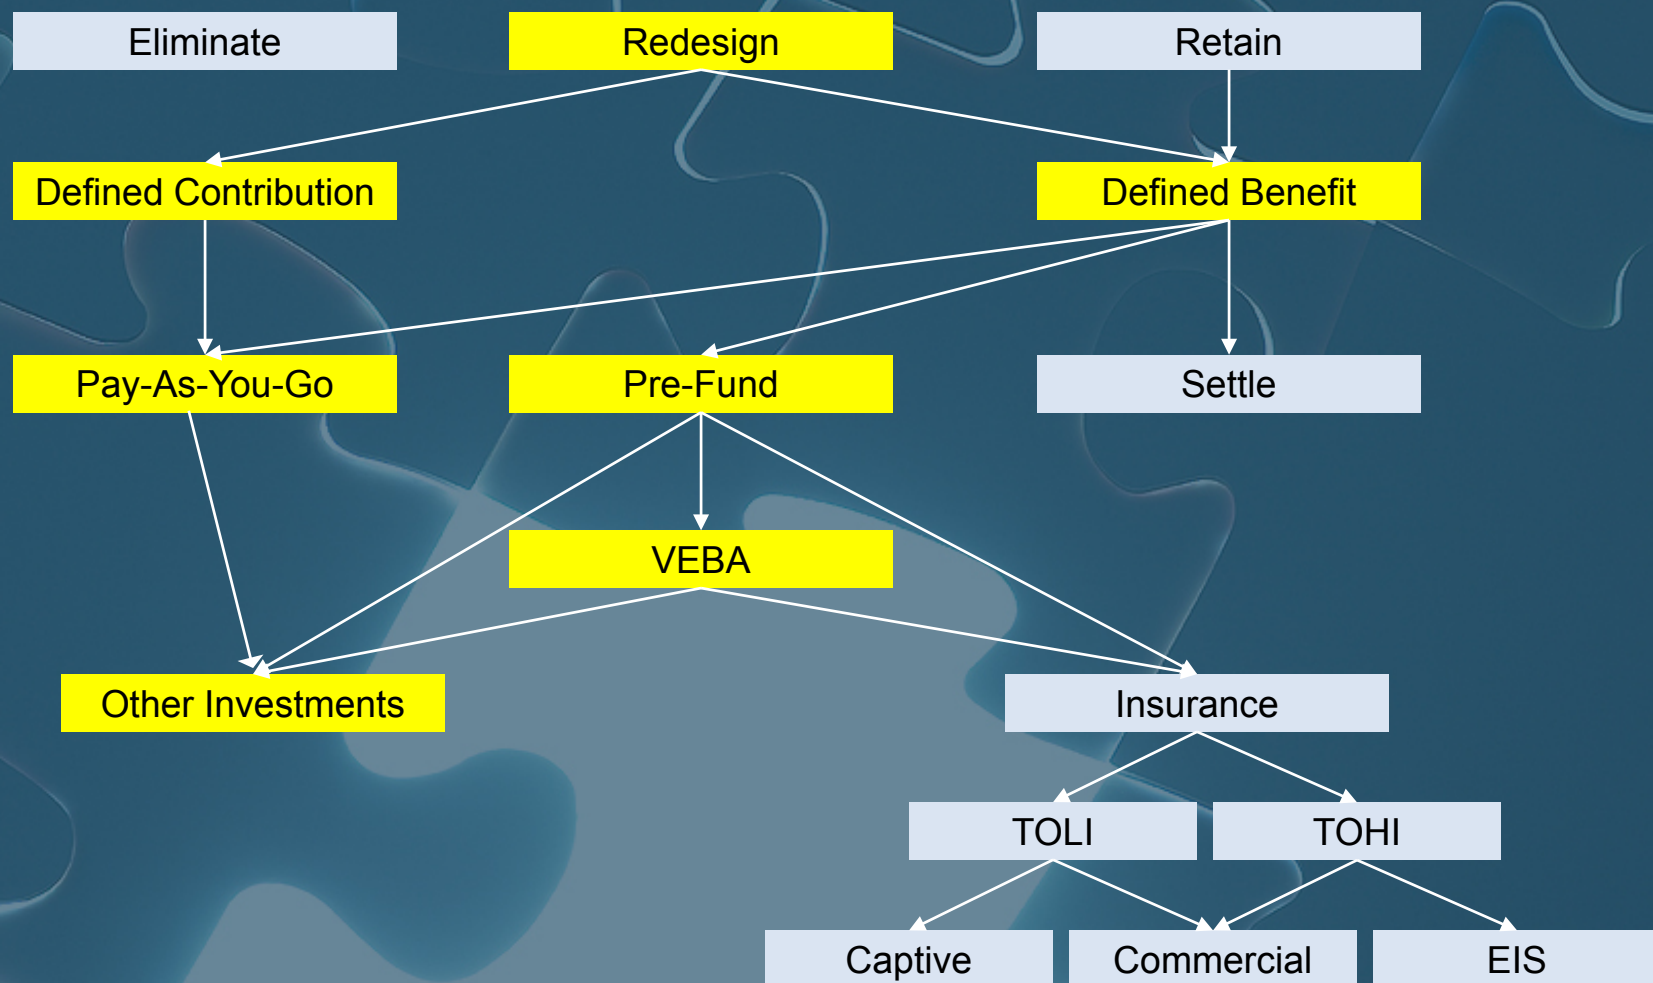 Eliminate
Redesign
Retain
Defined Contribution
Defined Benefit
Pay-As-You-Go
Pre-Fund
Settle
VEBA
Other Investments
Insurance
TOLI
TOHI
Captive
Commercial
EIS